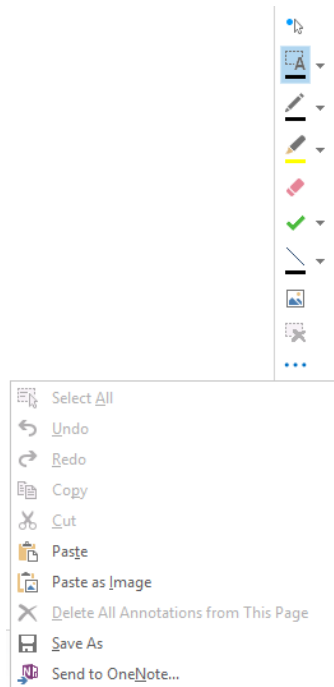 A
Select All
Undo
Redo
Copy
Cut
Paste
Paste as Image
Delete All Annotations from This Page
Save As
Send to OneNote...